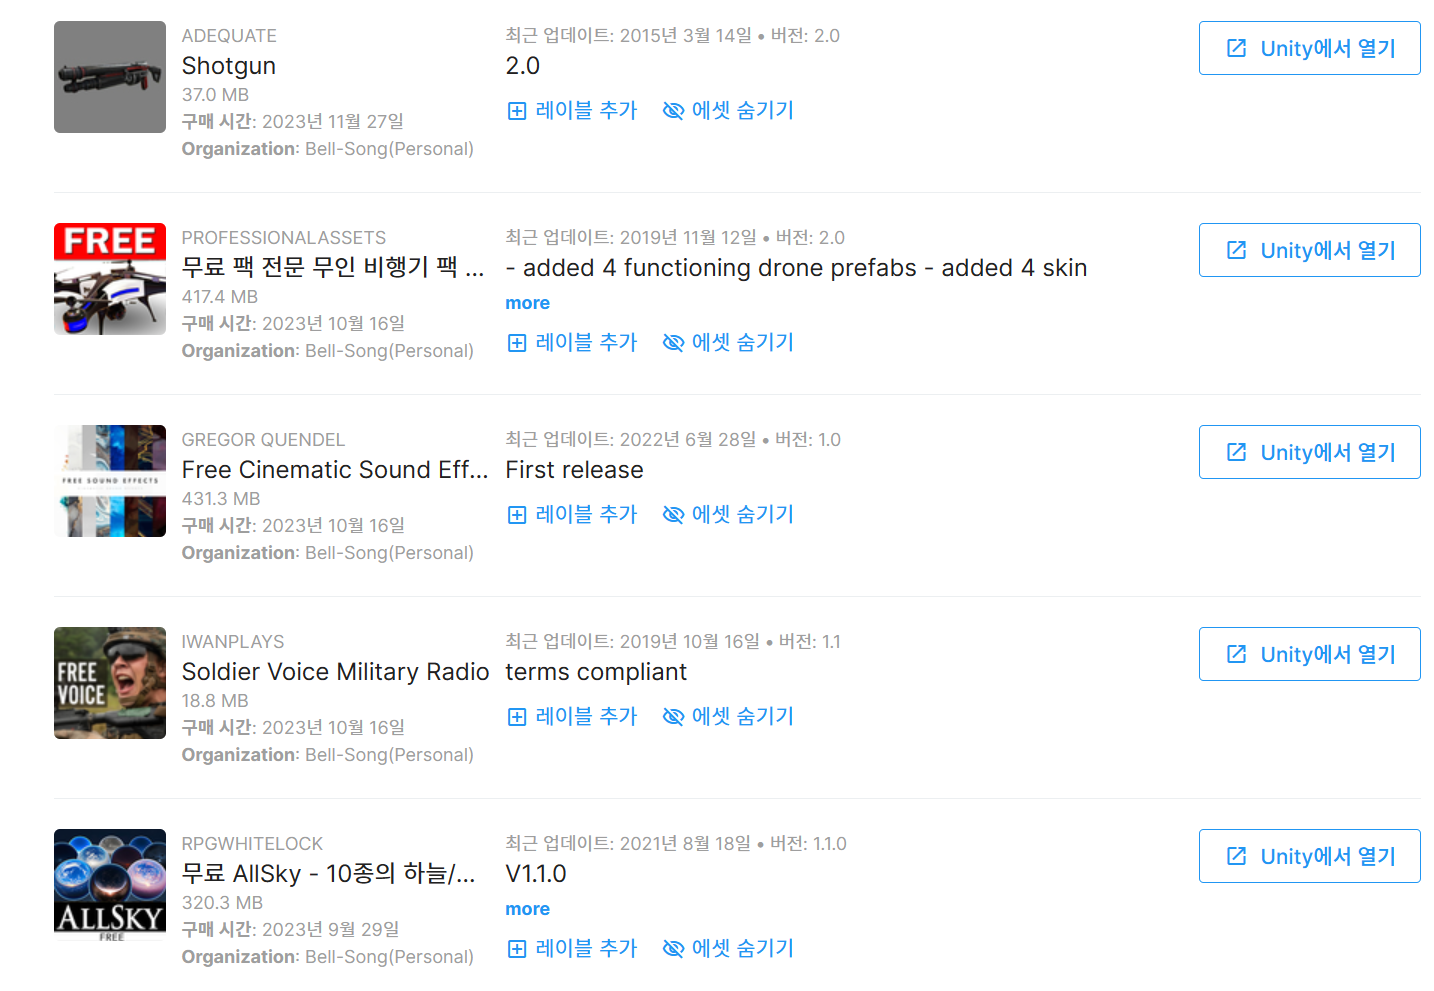 ADEQUATE
Shotgun
37.0 MB
구매 시간: 2023년 11월 27일
Organization: Bell-Song(Personal)
최근 업데이트: 2015년 3월 14일 • 버전: 2.0
2.0
레이블 추가 에셋 숨기기
Unity에서 열기
FREE
PROFESSIONALASSETS
무료 팩 전문 무인 비행기 팩 ...
417.4 MB
구매 시간: 2023년 10월 16일
Organization: Bell-Song(Personal)
최근 업데이트: 2019년 11월 12일 • 버전: 2.0
- added 4 functioning drone prefabs - added 4 skin
more
레이블 추가 에셋 숨기기
Unity에서 열기
FREE SOUND EFFECTS
GREGOR QUENDEL
Free Cinematic Sound Eff...
431.3 MB
구매 시간: 2023년 10월 16일
Organization: Bell-Song(Personal)
최근 업데이트: 2022년 6월 28일 • 버전: 1.0
First release
레이블 추가 에셋 숨기기
Unity에서 열기
FREE
VOICE
IWANPLAYS
Soldier Voice Military Radio
18.8 MB
구매 시간: 2023년 10월 16일
Organization: Bell-Song(Personal)
최근 업데이트: 2019년 10월 16일 • 버전: 1.1
terms compliant
레이블 추가 에셋 숨기기
Unity에서 열기
ALLSKY
FREE
RPGWHITELOCK
무료 AllSky - 10종의 하늘/...
320.3 MB
구매 시간: 2023년 9월 29일
Organization: Bell-Song(Personal)
최근 업데이트: 2021년 8월 18일 • 버전: 1.1.0
V1.1.0
more
레이블 추가 에셋 숨기기
Unity에서 열기